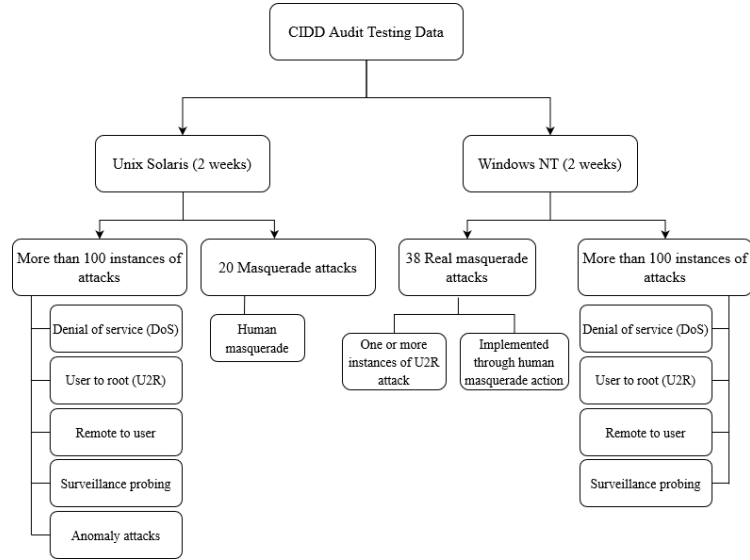 CIDD Audit Testing Data
Unix Solaris (2 weeks)
Windows NT (2 weeks)
More than 100 instances of
attacks
20 Masquerade attacks
38 Real masquerade
attacks
More than 100 instances of
attacks
Denial of service (DoS)
User to root (U2R)
Remote to user
Surveillance probing
Anomaly attacks
Human
masquerade
One or more
instances of U2R
attack
Implemented
through human
masquerade action
Denial of service (DoS)
User to root (U2R)
Remote to user
Surveillance probing